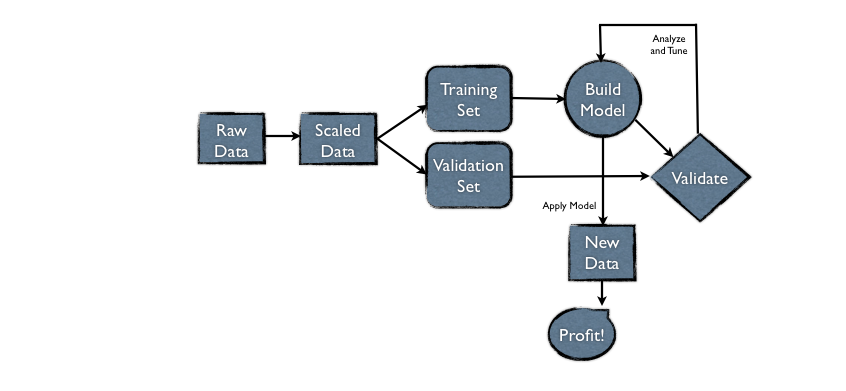 Raw
Data
Scaled
Data
Training
Set
Validation
Set
Build
Model
Analyze
and Tune
Validate
Apply Model
New
Data
Profit!